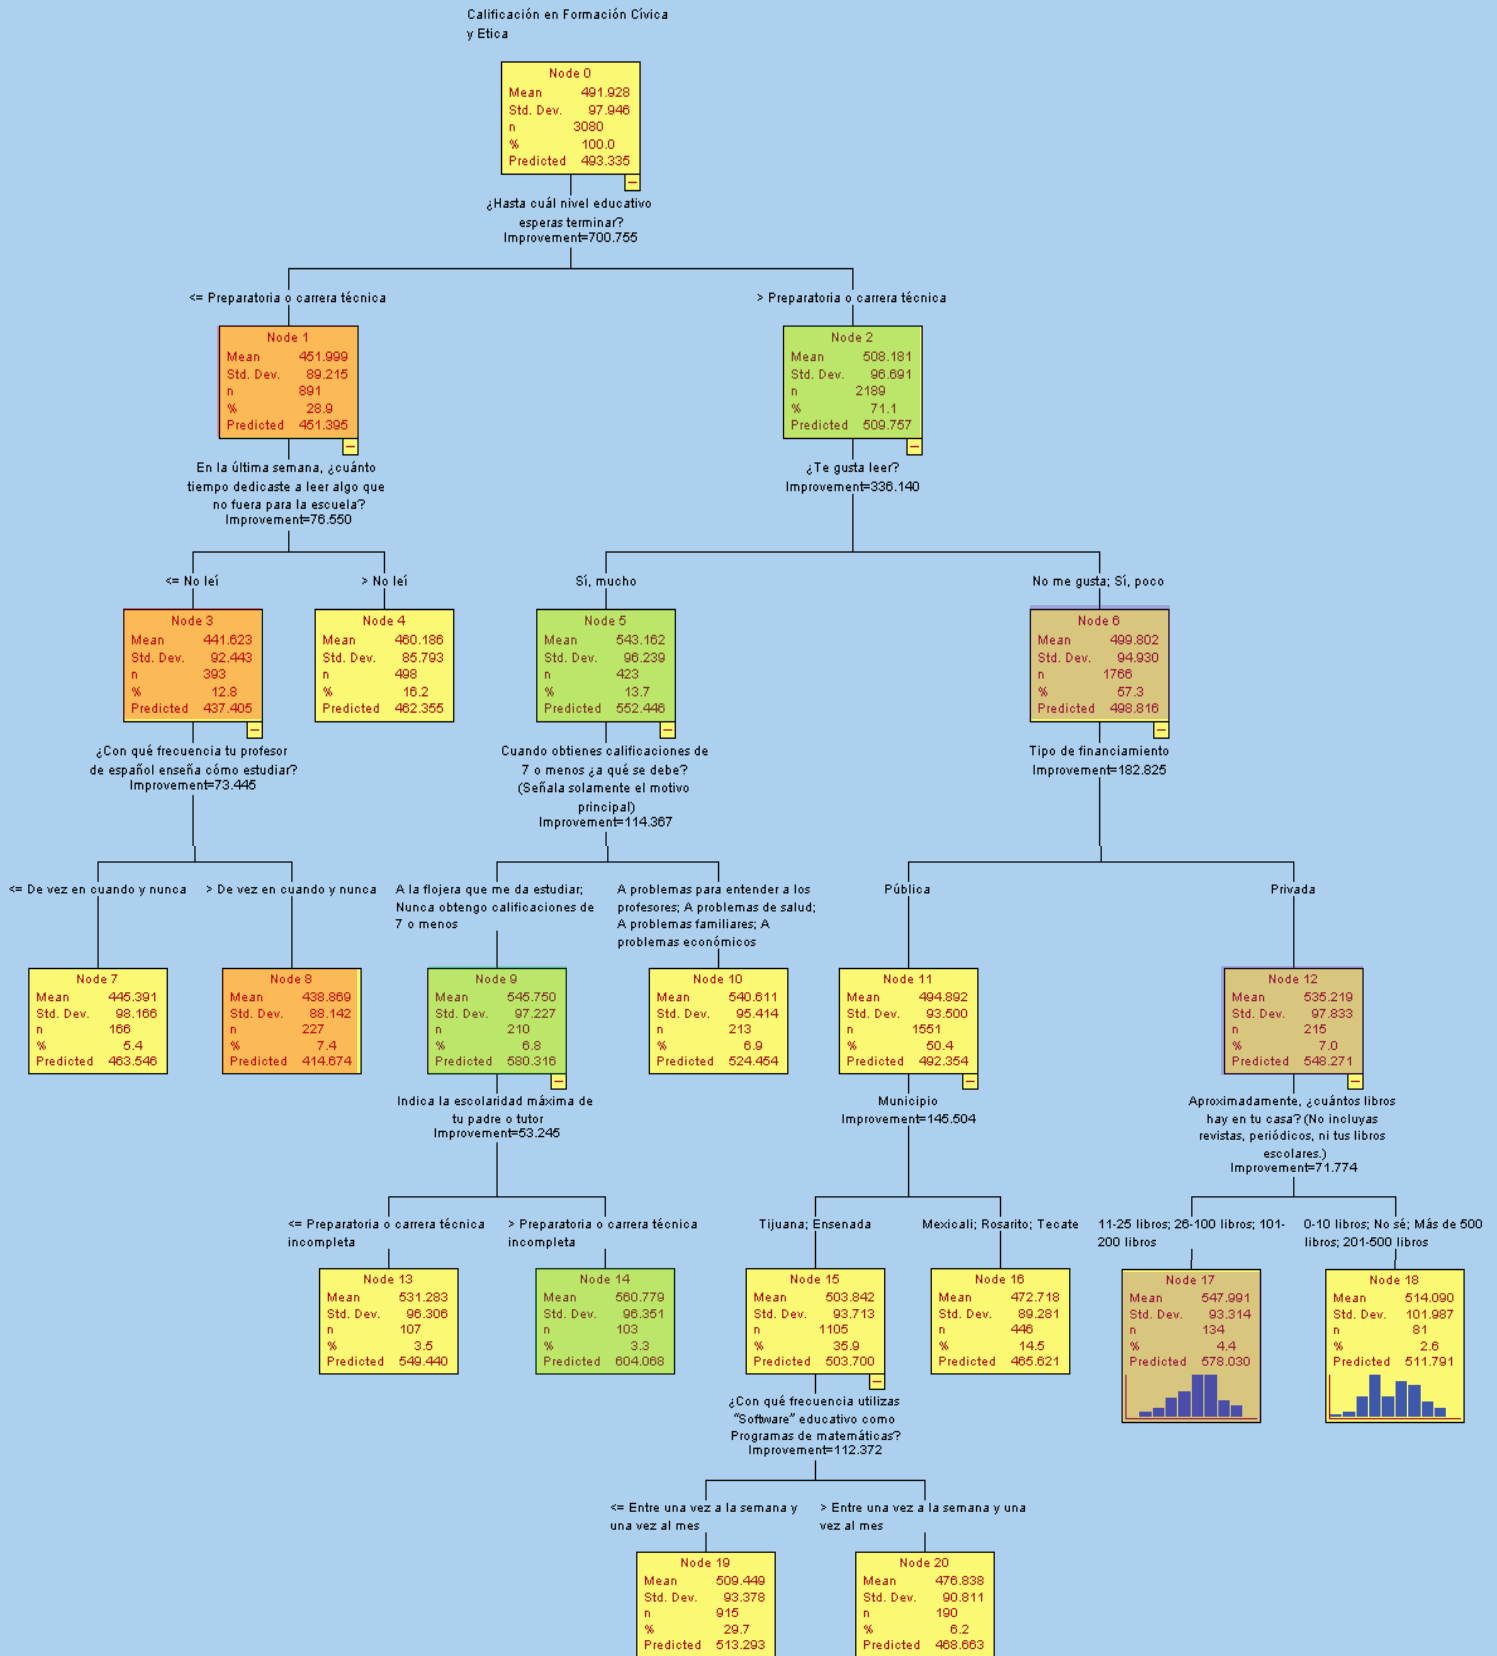 Calificación en Formación Cívica
y Etica
Node 0
Mean 491.928
Std. Dev. 97.946
n 3080
% 100.0
Predicted 493.335
¿Hasta cuál nivel educativo
esperas terminar?
Improvement=700.755
<= Preparatoria o carrera técnica
> Preparatoria o carrera técnica
Node 1
Mean 451.999
Std. Dev. 89.215
n 891
% 28.9
Predicted 451.395
Node 2
Mean 508.181
Std. Dev. 96.691
n 2189
% 71.1
Predicted 509.757
En la última semana, ¿cuánto
tiempo dedicaste a leer algo que
no fuera para la escuela?
Improvement=76.550
¿Te gusta leer?
Improvement=336.140
<= No leí
> No leí
Sí, mucho
No me gusta; Sí, poco
Node 3
Mean 441.623
Std. Dev. 92.443
n 393
% 12.8
Predicted 437.405
Node 4
Mean 460.186
Std. Dev. 85.793
n 498
% 16.2
Predicted 462.355
Node 5
Mean 543.162
Std. Dev. 96.239
n 423
% 13.7
Predicted 552.446
Node 6
Mean 499.802
Std. Dev. 94.930
n 1766
% 57.3
Predicted 498.816
¿Con qué frecuencia tu profesor
de español enseña cómo estudiar?
Improvement=73.445
Cuando obtienes calificaciones de
7 o menos ¿a qué se debe?
(Señala solamente el motivo
principal)
Improvement=114.367
Tipo de financiamiento
Improvement=182.825
<= De vez en cuando y nunca
> De vez en cuando y nunca
A la flojera que me da estudiar;
Nunca obtengo calificaciones de
7 o menos
A problemas para entender a los
profesores; A problemas de salud;
A problemas familiares; A
problemas económicos
Pública
Privada
Node 7
Mean 445.391
Std. Dev. 98.166
n 166
% 5.4
Predicted 463.546
Node 8
Mean 438.869
Std. Dev. 88.142
n 227
% 7.4
Predicted 414.674
Node 9
Mean 545.750
Std. Dev. 97.227
n 210
% 6.8
Predicted 580.316
Node 10
Mean 540.611
Std. Dev. 95.414
n 213
% 6.9
Predicted 524.454
Node 11
Mean 494.892
Std. Dev. 93.500
n 1551
% 50.4
Predicted 492.354
Node 12
Mean 535.219
Std. Dev. 97.833
n 215
% 7.0
Predicted 548.271
Indica la escolaridad máxima de
tu padre o tutor
Improvement=53.245
Municipio
Improvement=145.504
Aproximadamente, ¿cuántos libros
hay en tu casa? (No incluyas
revistas, periódicos, ni tus libros
escolares.)
Improvement=71.774
<= Preparatoria o carrera técnica
incompleta
> Preparatoria o carrera técnica
incompleta
Tijuana; Ensenada
Mexicali; Rosarito; Tecate
11-25 libros; 26-100 libros; 101-
200 libros
0-10 libros; No sé; Más de 500
libros; 201-500 libros
Node 13
Mean 531.283
Std. Dev. 96.306
n 107
% 3.5
Predicted 549.440
Node 14
Mean 560.779
Std. Dev. 96.351
n 103
% 3.3
Predicted 604.068
Node 15
Mean 503.842
Std. Dev. 93.713
n 1105
% 35.9
Predicted 503.700
Node 16
Mean 472.718
Std. Dev. 89.281
n 446
% 14.5
Predicted 465.621
Node 17
Mean 547.991
Std. Dev. 93.314
n 134
% 4.4
Predicted 578.030
Node 18
Mean 514.090
Std. Dev. 101.987
n 81
% 2.6
Predicted 511.791
¿Con qué frecuencia utilizas
"Software" educativo como
Programas de matemáticas?
Improvement=112.372
<= Entre una vez a la semana y
una vez al mes
> Entre una vez a la semana y una
vez al mes
Node 19
Mean 509.449
Std. Dev. 93.378
n 915
% 29.7
Predicted 513.293
Node 20
Mean 476.838
Std. Dev. 90.811
n 190
% 6.2
Predicted 468.663